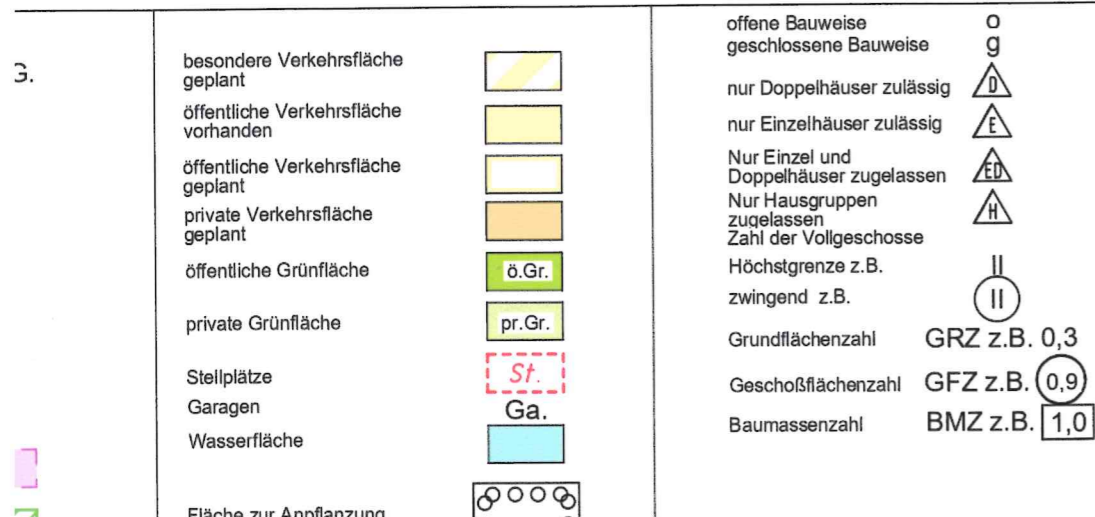 G.
besondere Verkehrsfläche
geplant
öffentliche Verkehrsfläche
vorhanden
öffentliche Verkehrsfläche
geplant
private Verkehrsfläche
geplant
öffentliche Grünfläche ö.Gr.
private Grünfläche pr.Gr.
Stellplätze St.
Garagen Ga.
Wasserfläche
Fläche zur Anpflanzung
offene Bauweise o
geschlossene Bauweise g
nur Doppelhäuser zulässig D
nur Einzelhäuser zulässig E
Nur Einzel und
Doppelhäuser zugelassen ED
Nur Hausgruppen
zugelassen H
Zahl der Vollgeschosse
Höchstgrenze z.B. II
zwingend z.B. II
Grundflächenzahl GRZ z.B. 0,3
Geschoßflächenzahl GFZ z.B. 0,9
Baumassenzahl BMZ z.B. 1,0